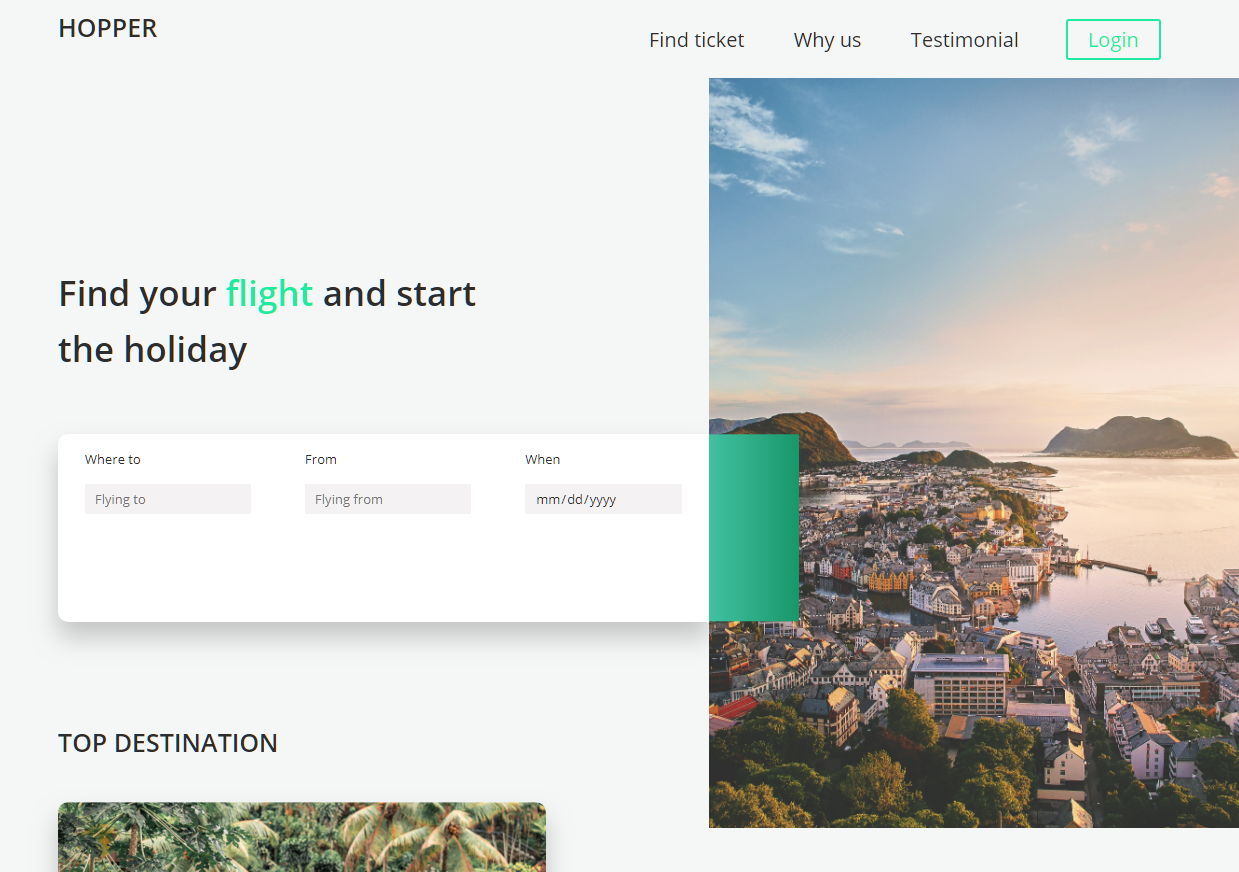 HOPPER
Find ticket Why us Testimonial Login
Find your flight and start
the holiday
Where to From When
Flying to Flying from mm/dd/yyyy
TOP DESTINATION